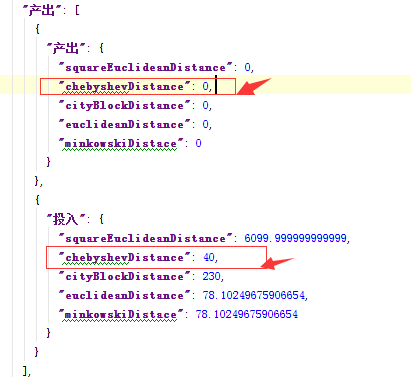 "产出": [
{
"产出": {
"squareEuclideanDistance": 0,
"chebyshevDistance": 0,
"cityBlockDistance": 0,
"euclideanDistance": 0,
"minkowskiDistace": 0
}
},
{
"投入": {
"squareEuclideanDistance": 6099.999999999999,
"chebyshevDistance": 40,
"cityBlockDistance": 230,
"euclideanDistance": 78.10249675906654,
"minkowskiDistace": 78.10249675906654
}
}
],